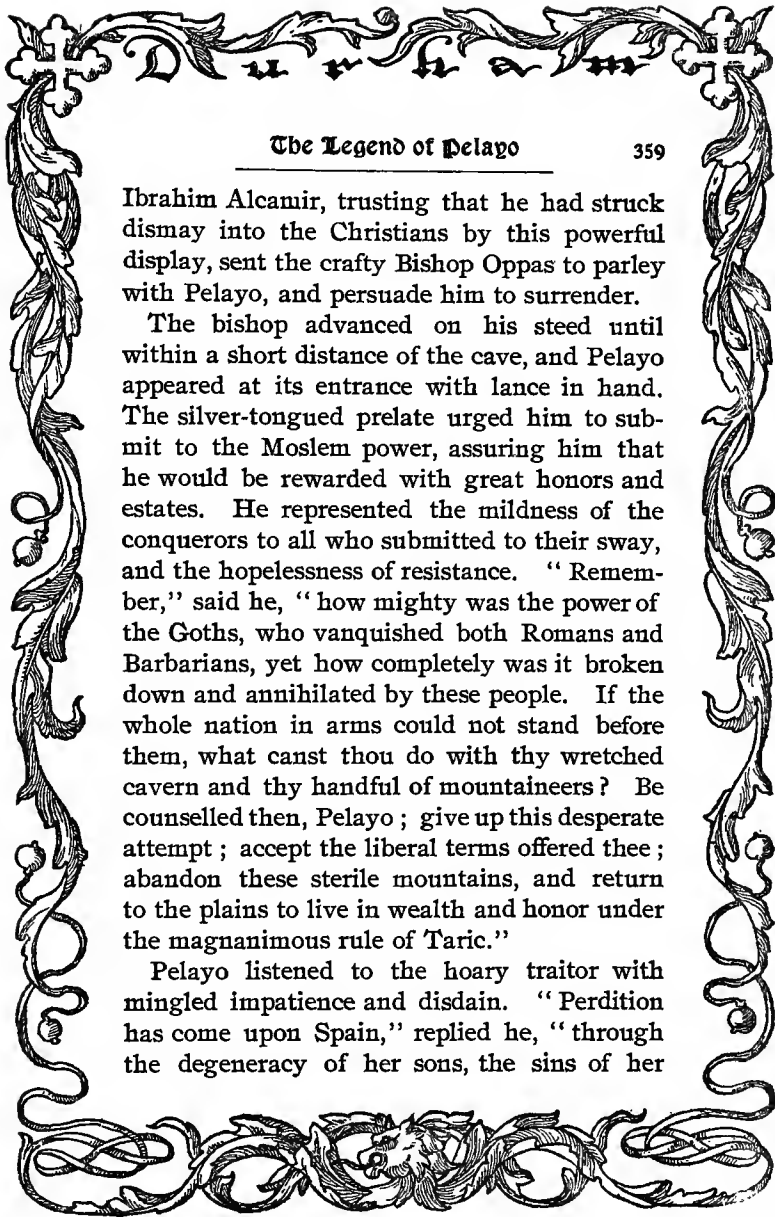 Durham
The Legend of Pelayo 359
Ibrahim Alcamir, trusting that he had struck
dismay into the Christians by this powerful
display, sent the crafty Bishop Oppas to parley
with Pelayo, and persuade him to surrender.
The bishop advanced on his steed until
within a short distance of the cave, and Pelayo
appeared at its entrance with lance in hand.
The silver-tongued prelate urged him to sub-
mit to the Moslem power, assuring him that
he would be rewarded with great honors and
estates. He represented the mildness of the
conquerors to all who submitted to their sway,
and the hopelessness of resistance. “ Remem-
ber,” said he, “ how mighty was the power of
the Goths, who vanquished both Romans and
Barbarians, yet how completely was it broken
down and annihilated by these people. If the
whole nation in arms could not stand before
them, what canst thou do with thy wretched
cavern and thy handful of mountaineers ? Be
counselled then, Pelayo ; give up this desperate
attempt ; accept the liberal terms offered thee ;
abandon these sterile mountains, and return
to the plains to live in wealth and honor under
the magnanimous rule of Taric.”
Pelayo listened to the hoary traitor with
mingled impatience and disdain. “ Perdition
has come upon Spain,” replied he, “ through
the degeneracy of her sons, the sins of her